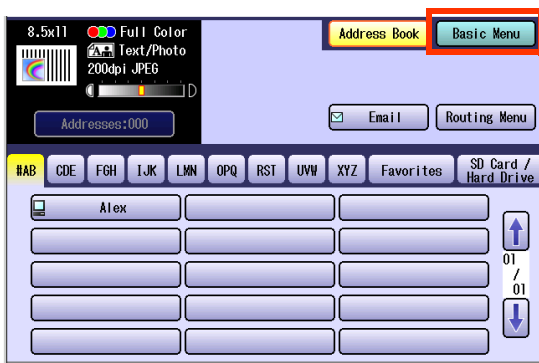 8.5x11
Full Color
Text/Photo
200dpi JPEG
Addresses:000
Address Book
Basic Menu
Email
Routing Menu
#AB
CDE
FGH
IJK
LMN
OPQ
RST
UVW
XYZ
Favorites
SD Card /
Hard Drive
Alex
01
/
01